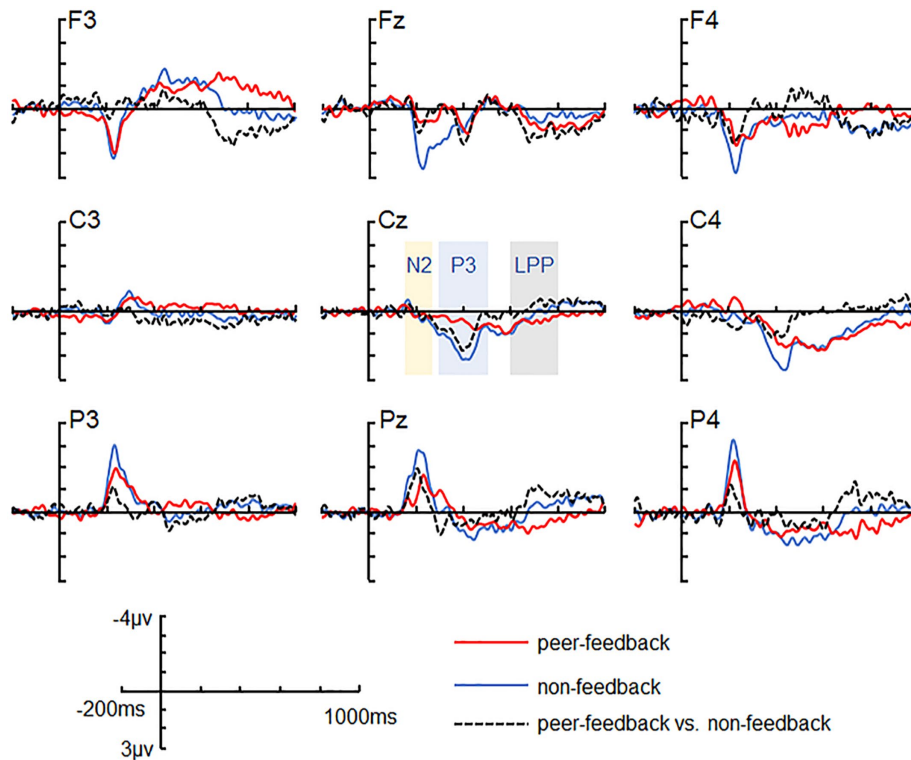 F3
Fz
F4
C3
Cz
C4
N2
P3
LPP
P3
Pz
P4
-4μv
-200ms
1000ms
3μv
peer-feedback
non-feedback
peer-feedback vs. non-feedback